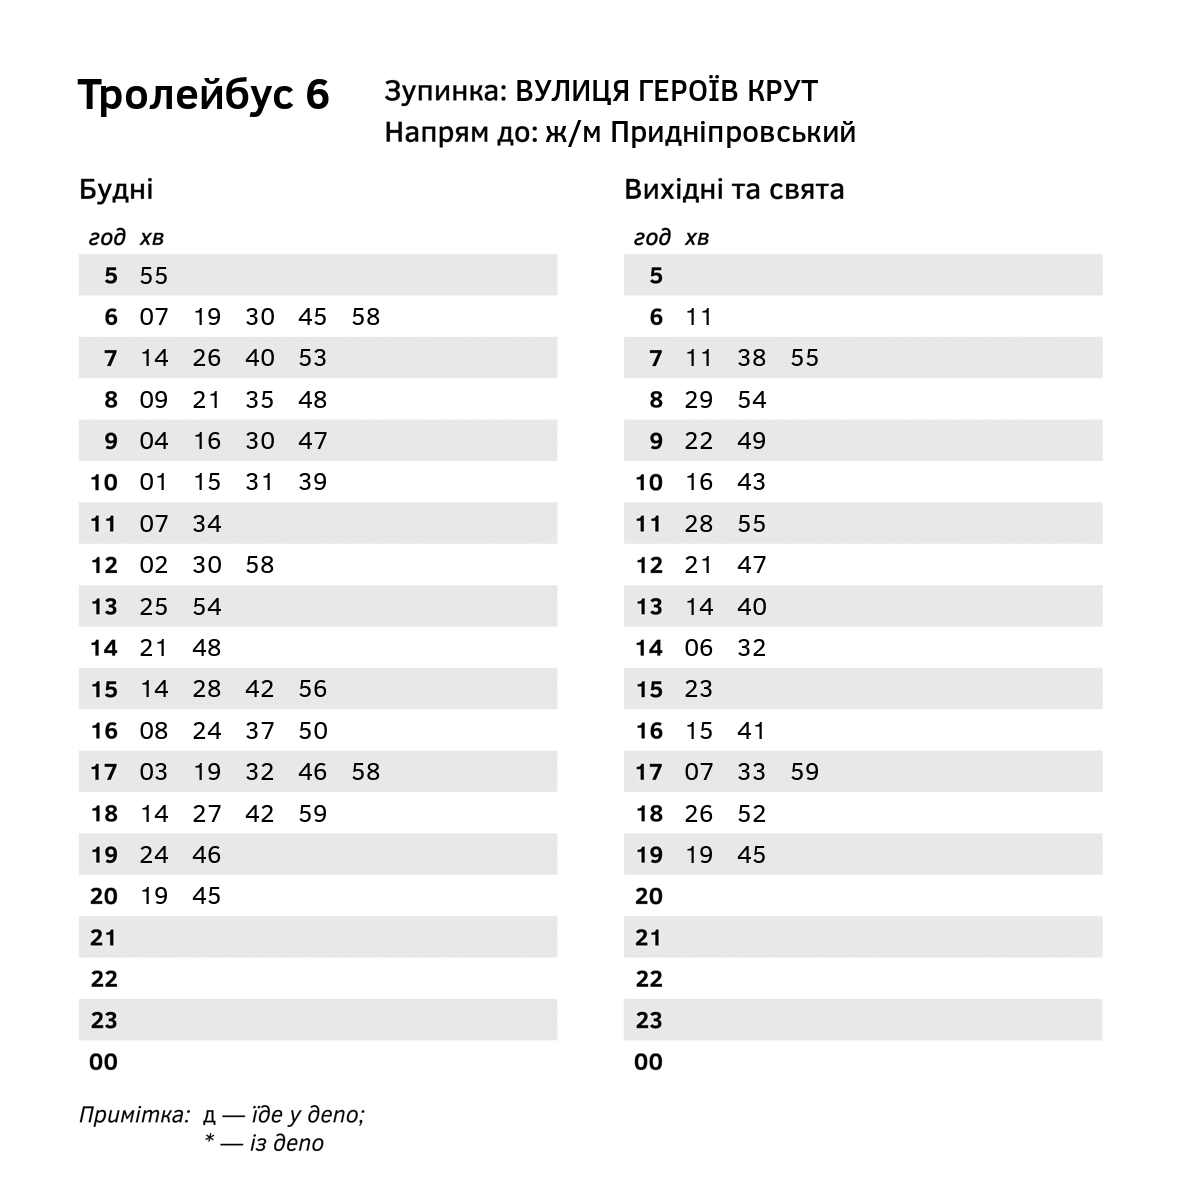 Тролейбус 6
Зупинка: ВУЛИЦЯ ГЕРОЇВ КРУТ
Напрям до: ж/м Придніпровський
Будні
год хв
5 55
6 07 19 30 45 58
7 14 26 40 53
8 09 21 35 48
9 04 16 30 47
10 01 15 31 39
11 07 34
12 02 30 58
13 25 54
14 21 48
15 14 28 42 56
16 08 24 37 50
17 03 19 32 46 58
18 14 27 42 59
19 24 46
20 19 45
21
22
23
00
Вихідні та свята
год хв
5
6 11
7 11 38 55
8 29 54
9 22 49
10 16 43
11 28 55
12 21 47
13 14 40
14 06 32
15 23
16 15 41
17 07 33 59
18 26 52
19 19 45
20
21
22
23
00
Примітка: д — їде у депо;
* — із депо